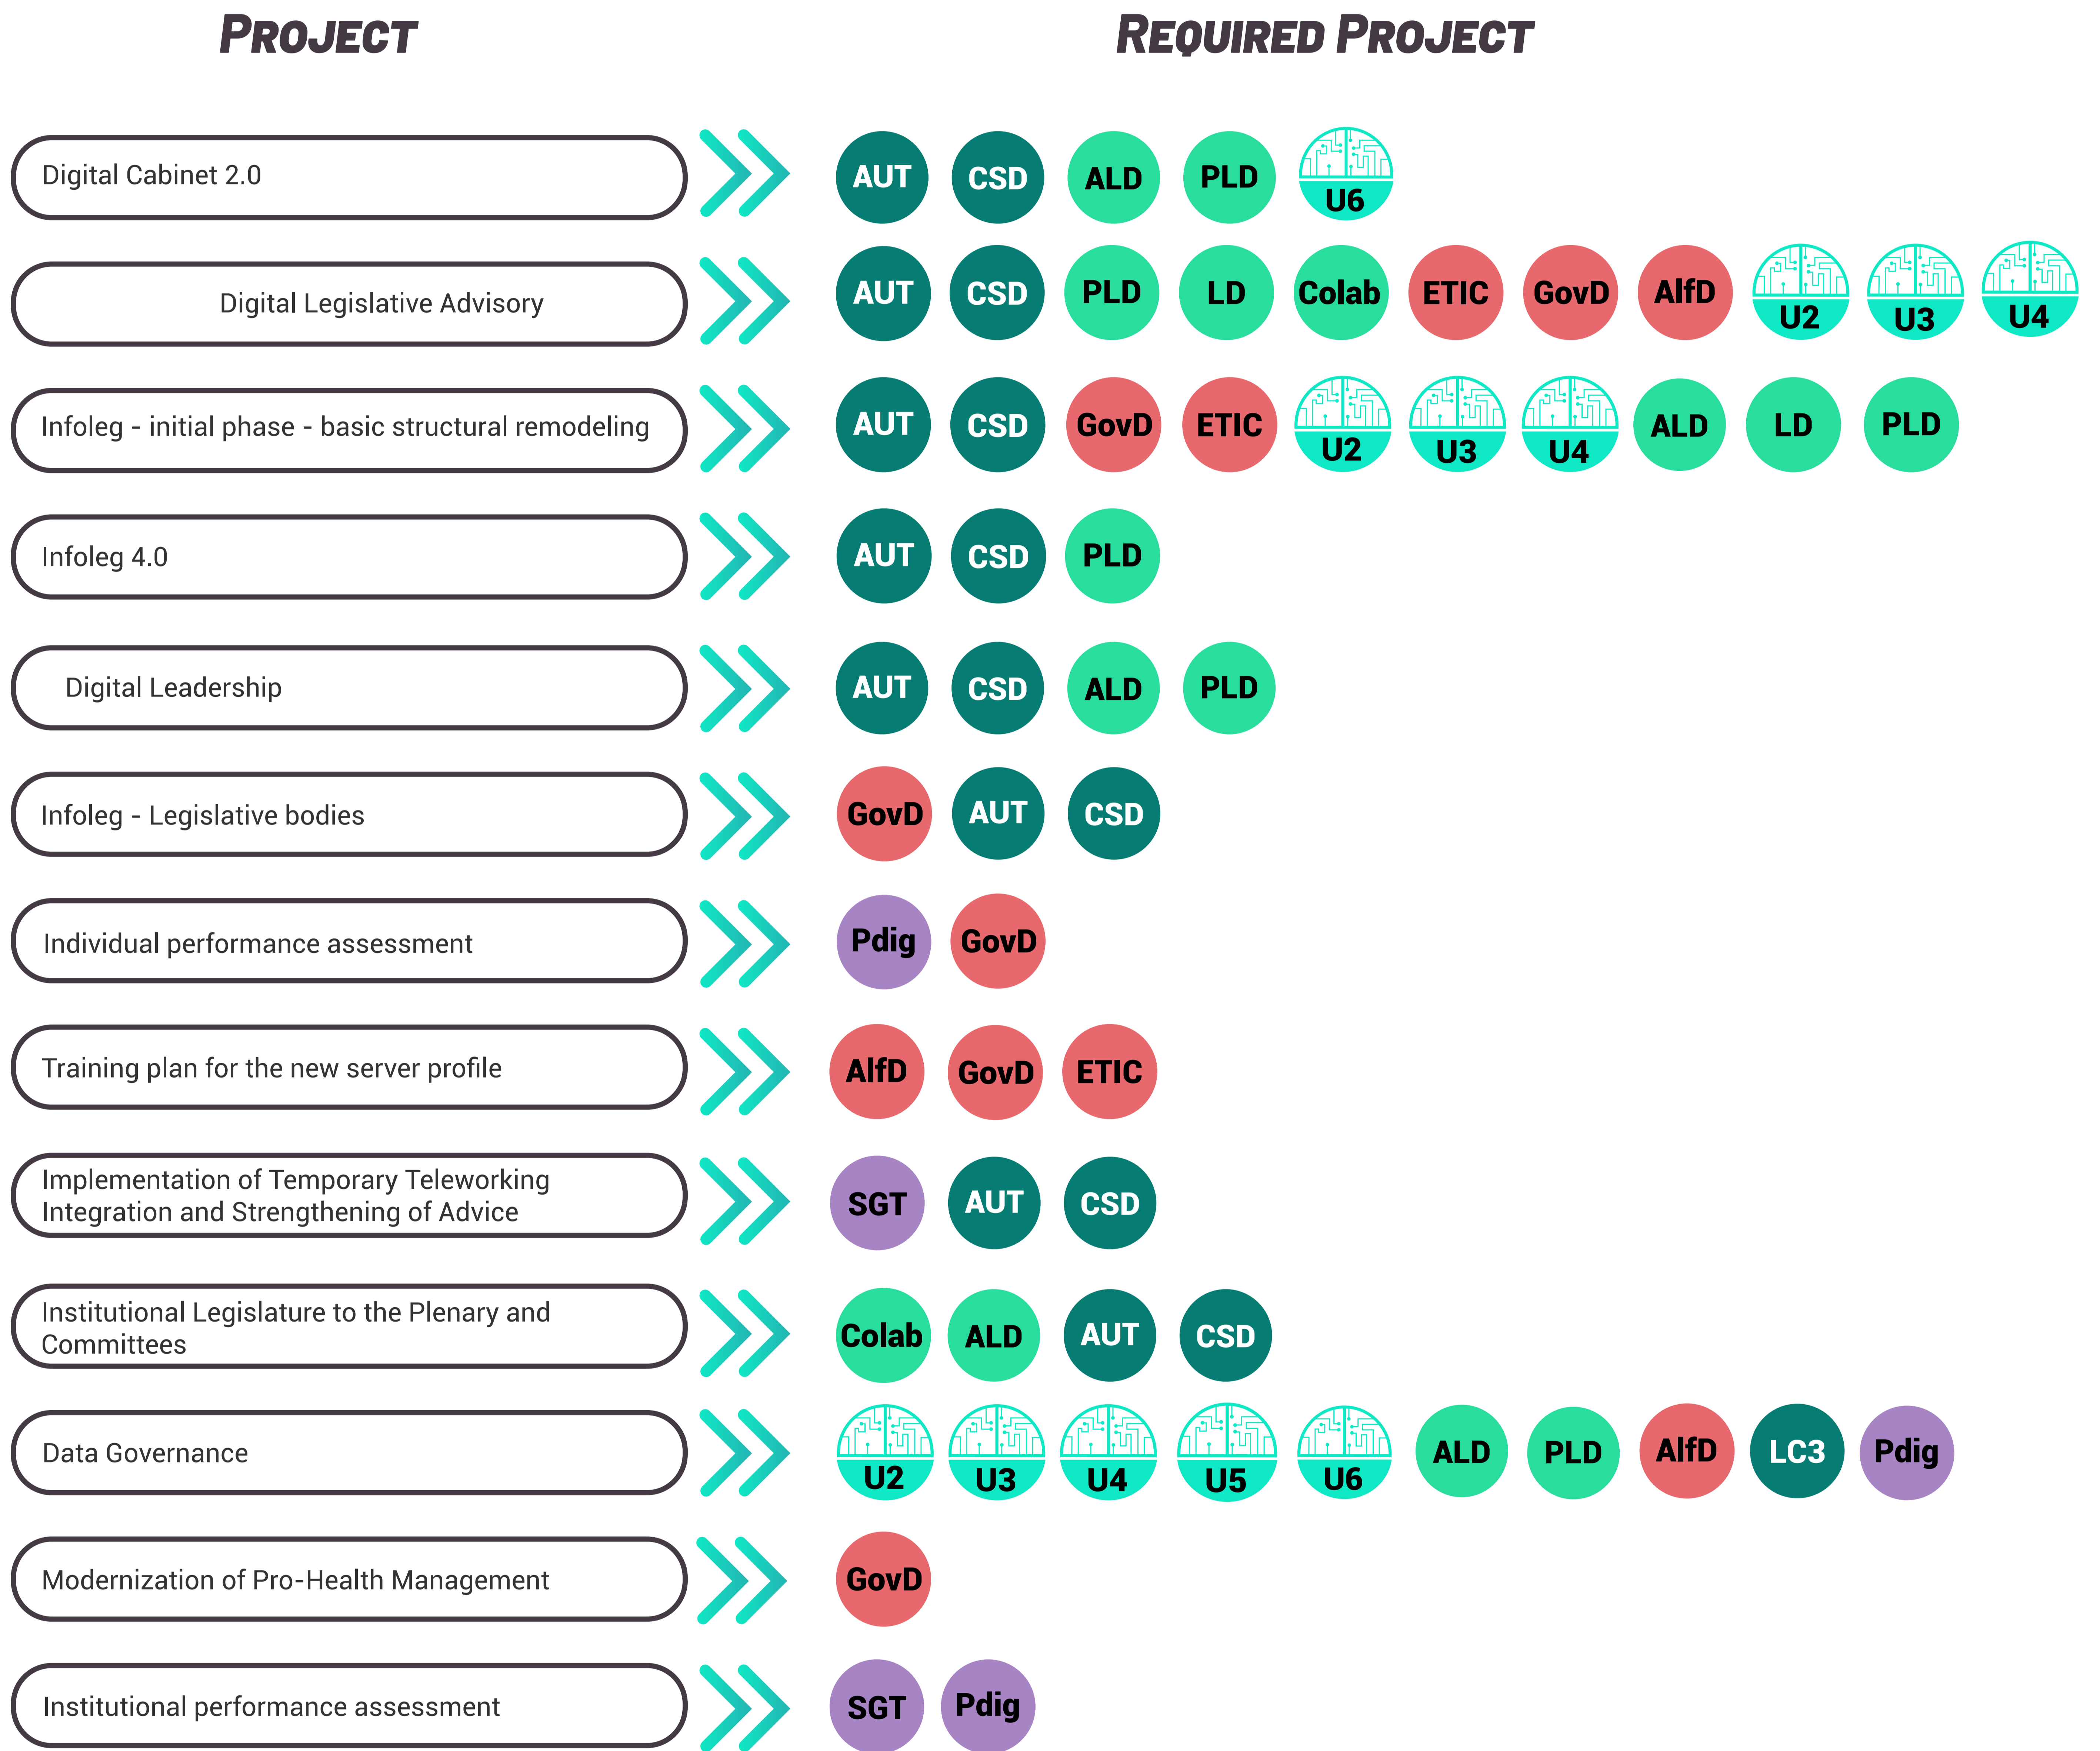 PROJECT
REQUIRED PROJECT
Digital Cabinet 2.0
AUT CSD ALD PLD U6
Digital Legislative Advisory
AUT CSD PLD LD Colab ETIC GovD AlfD U2 U3 U4
Infoleg - initial phase - basic structural remodeling
AUT CSD GovD ETIC U2 U3 U4 ALD LD PLD
Infoleg 4.0
AUT CSD PLD
Digital Leadership
AUT CSD ALD PLD
Infoleg - Legislative bodies
GovD AUT CSD
Individual performance assessment
Pdig GovD
Training plan for the new server profile
AlfD GovD ETIC
Implementation of Temporary Teleworking
Integration and Strengthening of Advice
SGT AUT CSD
Institutional Legislature to the Plenary and
Committees
Colab ALD AUT CSD
Data Governance
U2 U3 U4 U5 U6 ALD PLD AlfD LC3 Pdig
Modernization of Pro-Health Management
GovD
Institutional performance assessment
SGT Pdig